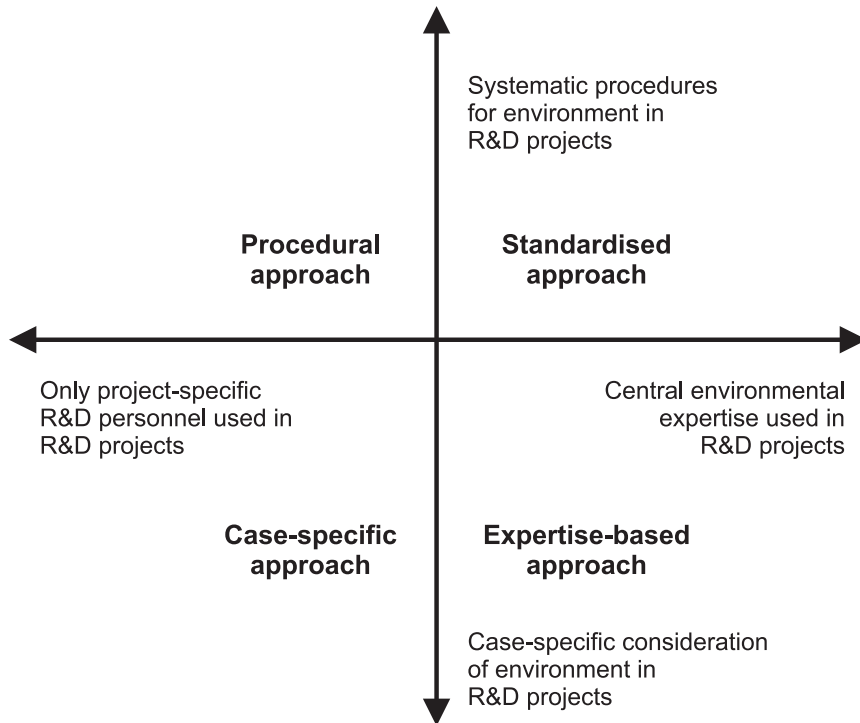 Systematic procedures
for environment in
R&D projects
Procedural
approach
Standardised
approach
Only project-specific
R&D personnel used in
R&D projects
Central environmental
expertise used in
R&D projects
Case-specific
approach
Expertise-based
approach
Case-specific consideration
of environment in
R&D projects